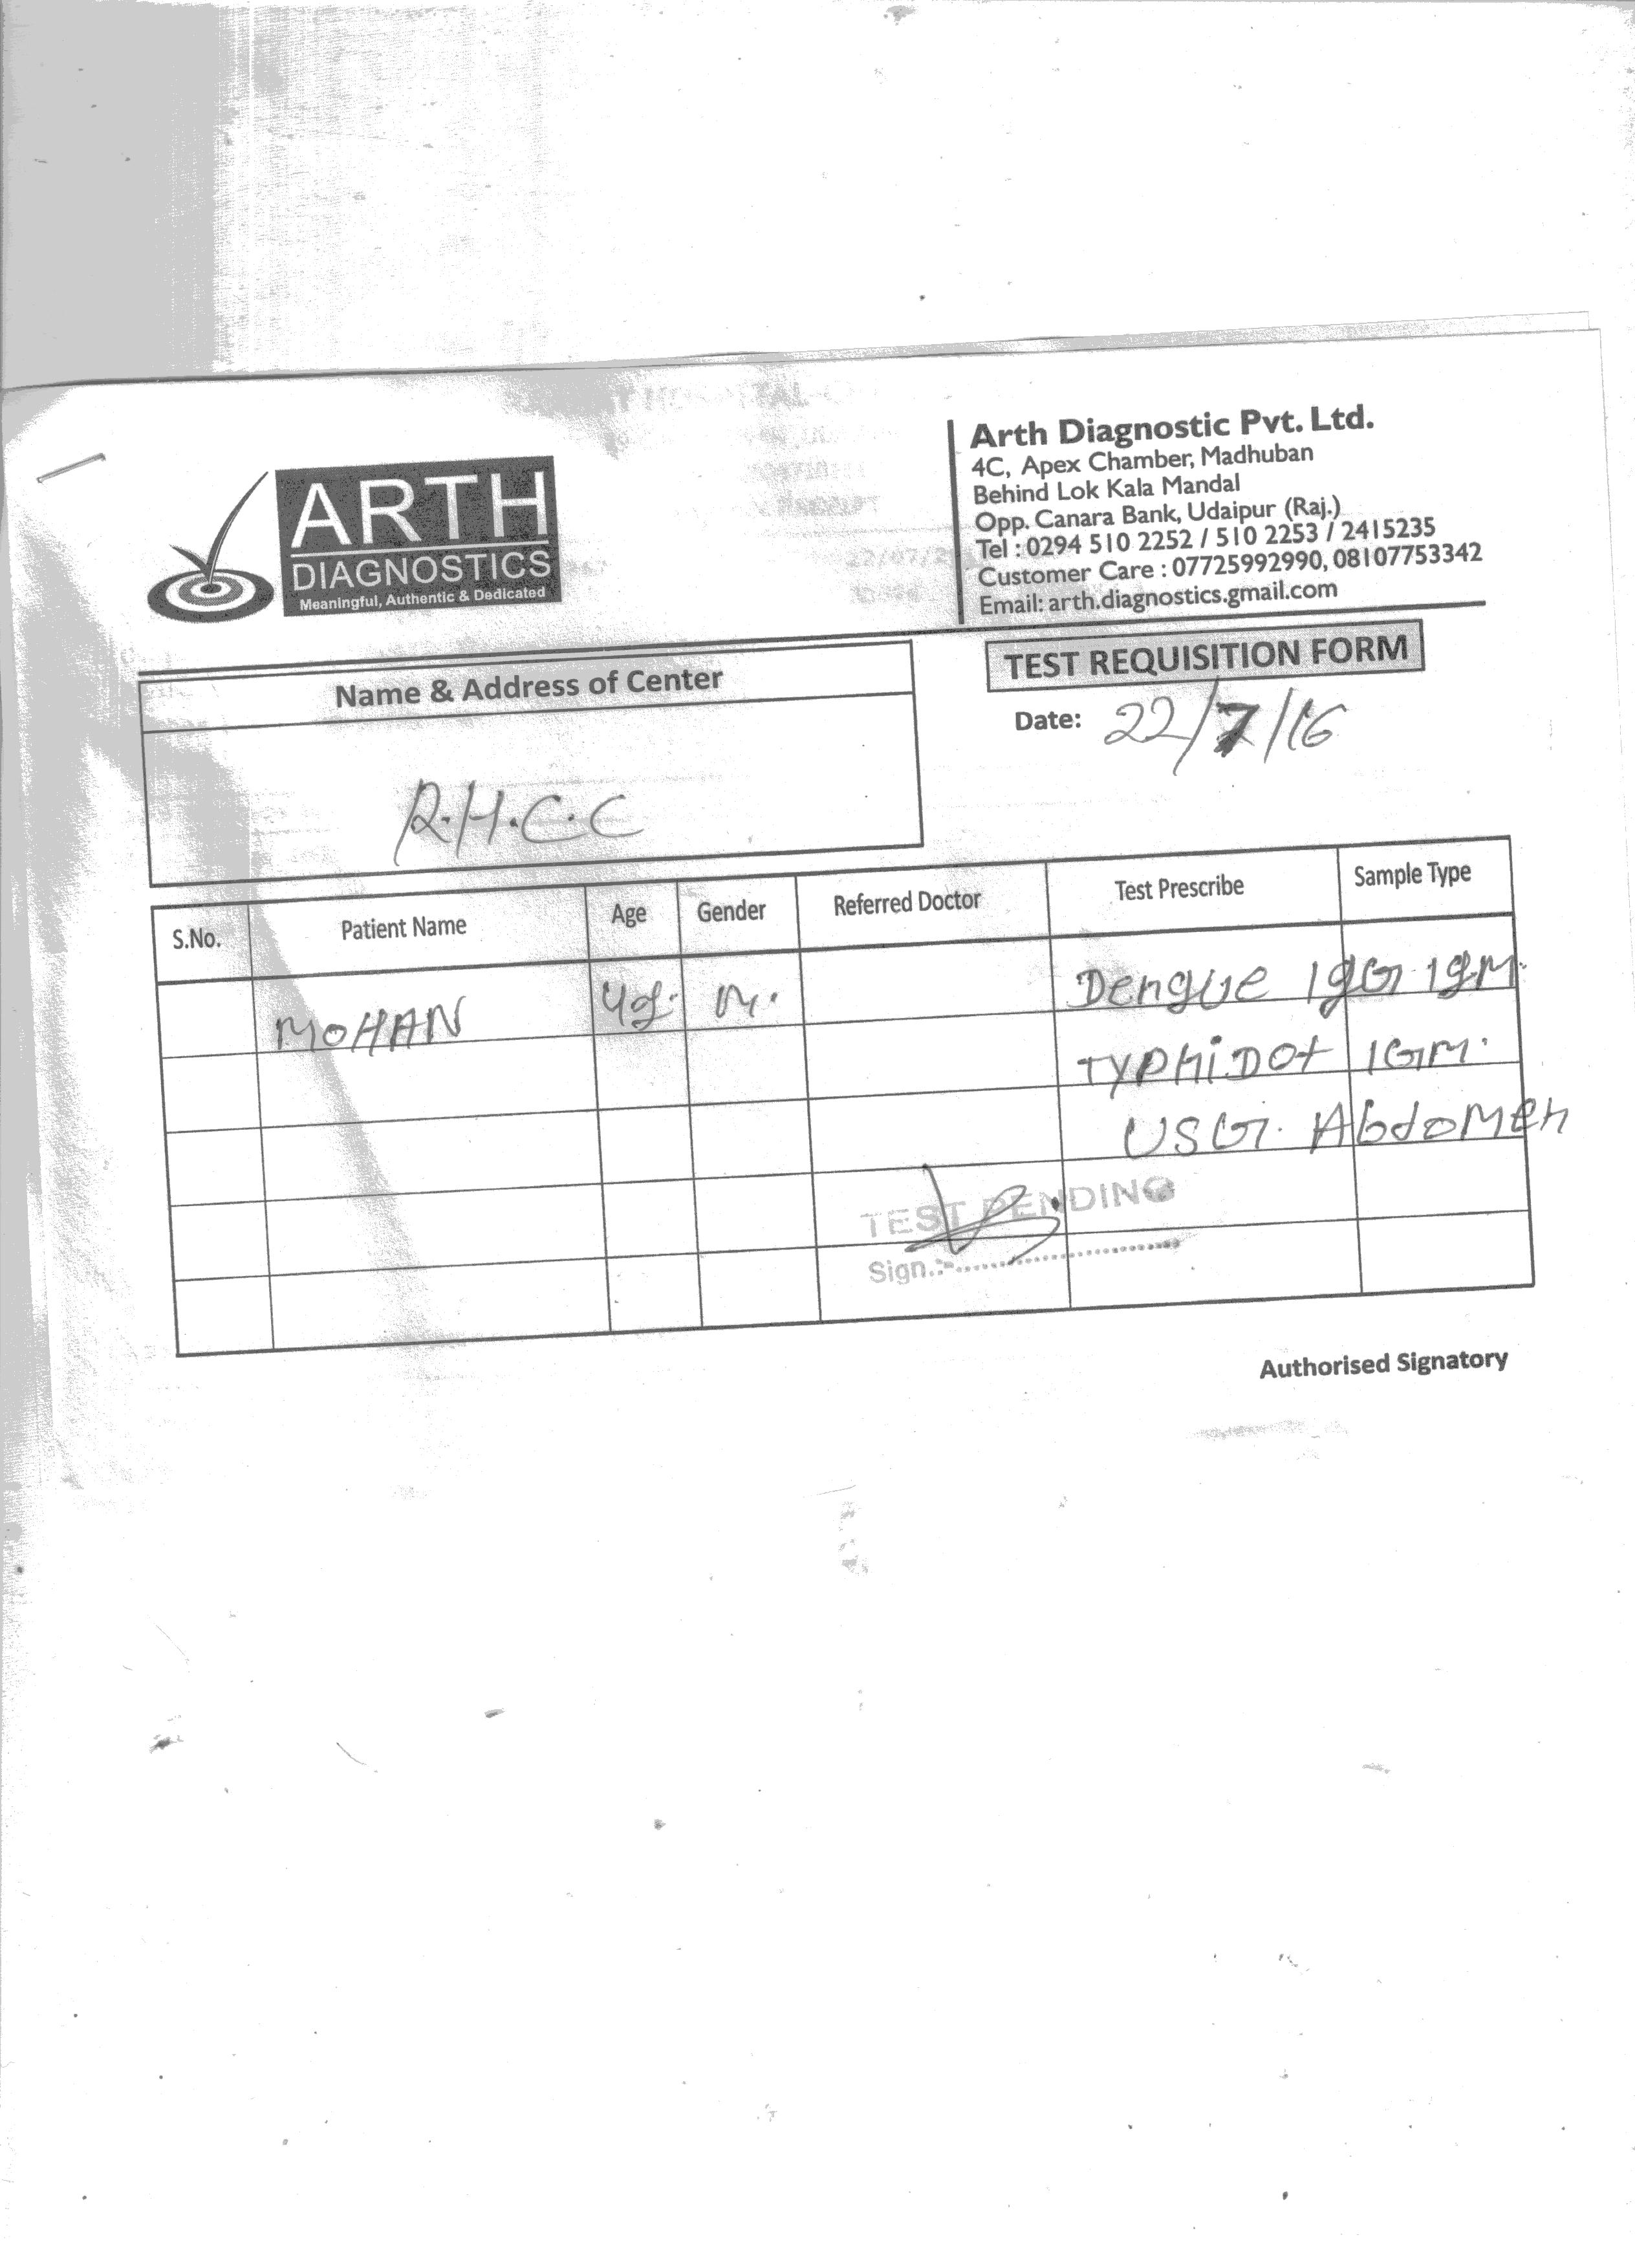 ARTH
DIAGNOSTICS
Meaningful, Authentic & Dedicated
Arth Diagnostic Pvt. Ltd.
4C, Apex Chamber, Madhuban
Behind Lok Kala Mandal
Opp. Canara Bank, Udaipur (Raj.)
Tel : 0294 510 2252 / 510 2253 / 2415235
Customer Care : 07725992990, 08107753342
Email: arth.diagnostics.gmail.com
Name & Address of Center
R.H.C.C
TEST REQUISITION FORM
Date: 22/7/16
S.No. Patient Name Age Gender Referred Doctor Test Prescribe Sample Type
MOHAN M. Dengue IgG IgM.
TYPHiDOt IGM.
USG. Abdomen
TEST PENDING
Sign.:-
Authorised Signatory